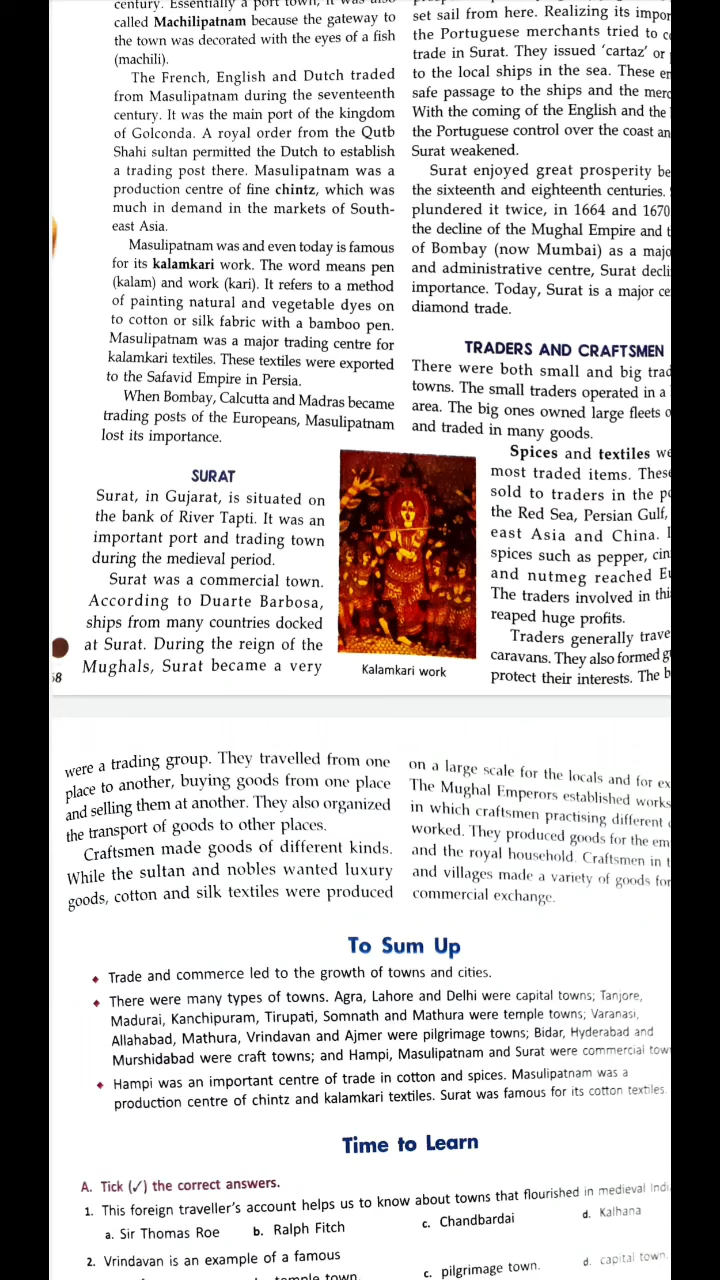 century. Essentially a port town, it was also
called Machilipatnam because the gateway to
the town was decorated with the eyes of a fish
(machili).
The French, English and Dutch traded
from Masulipatnam during the seventeenth
century. It was the main port of the kingdom
of Golconda. A royal order from the Qutb
Shahi sultan permitted the Dutch to establish
a trading post there. Masulipatnam was a
production centre of fine chintz, which was
much in demand in the markets of South-
east Asia.
Masulipatnam was and even today is famous
for its kalamkari work. The word means pen
(kalam) and work (kari). It refers to a method
of painting natural and vegetable dyes on
to cotton or silk fabric with a bamboo pen.
Masulipatnam was a major trading centre for
kalamkari textiles. These textiles were exported
to the Safavid Empire in Persia.
When Bombay, Calcutta and Madras became
trading posts of the Europeans, Masulipatnam
lost its importance.
SURAT
Surat, in Gujarat, is situated on
the bank of River Tapti. It was an
important port and trading town
during the medieval period.
Surat was a commercial town.
According to Duarte Barbosa,
ships from many countries docked
at Surat. During the reign of the
Mughals, Surat became a very
58
Kalamkari work
set sail from here. Realizing its
the Portuguese merchants tried to
trade in Surat. They issued ‘cartaz’ or
to the local ships in the sea. These
safe passage to the ships and the
With the coming of the English and the
the Portuguese control over the coast
Surat weakened.
Surat enjoyed great prosperity
the sixteenth and eighteenth centuries.
plundered it twice, in 1664 and 1670
the decline of the Mughal Empire and
of Bombay (now Mumbai) as a
and administrative centre, Surat
importance. Today, Surat is a major
diamond trade.
TRADERS AND CRAFTSMEN
There were both small and big
towns. The small traders operated in a
area. The big ones owned large fleets
and traded in many goods.
Spices and textiles
most traded items.
sold to traders in the
the Red Sea, Persian Gulf,
east Asia and China.
spices such as pepper,
and nutmeg reached
The traders involved in
reaped huge profits.
Traders generally
caravans. They also formed
protect their interests. The
were a trading group. They travelled from one
place to another, buying goods from one place
and selling them at another. They also organized
the transport of goods to other places.
Craftsmen made goods of different kinds.
While the sultan and nobles wanted luxury
goods, cotton and silk textiles were produced
on a large scale for the locals and for
The Mughal Emperors established
in which craftsmen practising different
worked. They produced goods for the
and the royal household. Craftsmen in
and villages made a variety of goods for
commercial exchange.
To Sum Up
♦ Trade and commerce led to the growth of towns and cities.
♦ There were many types of towns. Agra, Lahore and Delhi were capital towns; Tanjore,
Madurai, Kanchipuram, Tirupati, Somnath and Mathura were temple towns; Varanasi,
Allahabad, Mathura, Vrindavan and Ajmer were pilgrimage towns; Bidar, Hyderabad and
Murshidabad were craft towns; and Hampi, Masulipatnam and Surat were commercial
♦ Hampi was an important centre of trade in cotton and spices. Masulipatnam was a
production centre of chintz and kalamkari textiles. Surat was famous for its cotton textiles.
Time to Learn
A. Tick (✓) the correct answers.
1. This foreign traveller's account helps us to know about towns that flourished in medieval
a. Sir Thomas Roe b. Ralph Fitch c. Chandbardai d. Kalhana
2. Vrindavan is an example of a famous
temple town. c. pilgrimage town. d. capital town.